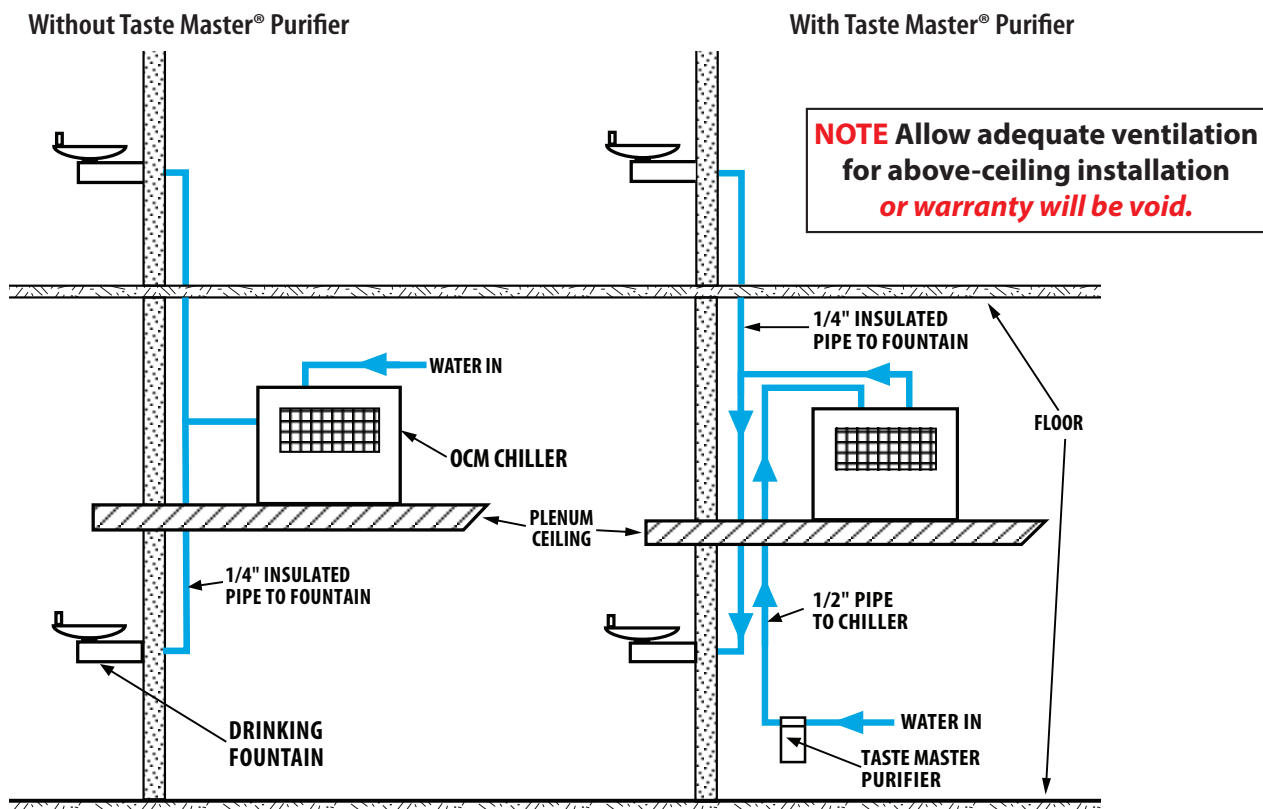 Without Taste Master® Purifier
With Taste Master® Purifier
NOTE Allow adequate ventilation
for above-ceiling installation
or warranty will be void.
WATER IN
OCM CHILLER
1/4" INSULATED
PIPE TO FOUNTAIN
DRINKING
FOUNTAIN
PLENUM
CEILING
1/4" INSULATED
PIPE TO FOUNTAIN
FLOOR
1/2" PIPE
TO CHILLER
WATER IN
TASTE MASTER
PURIFIER